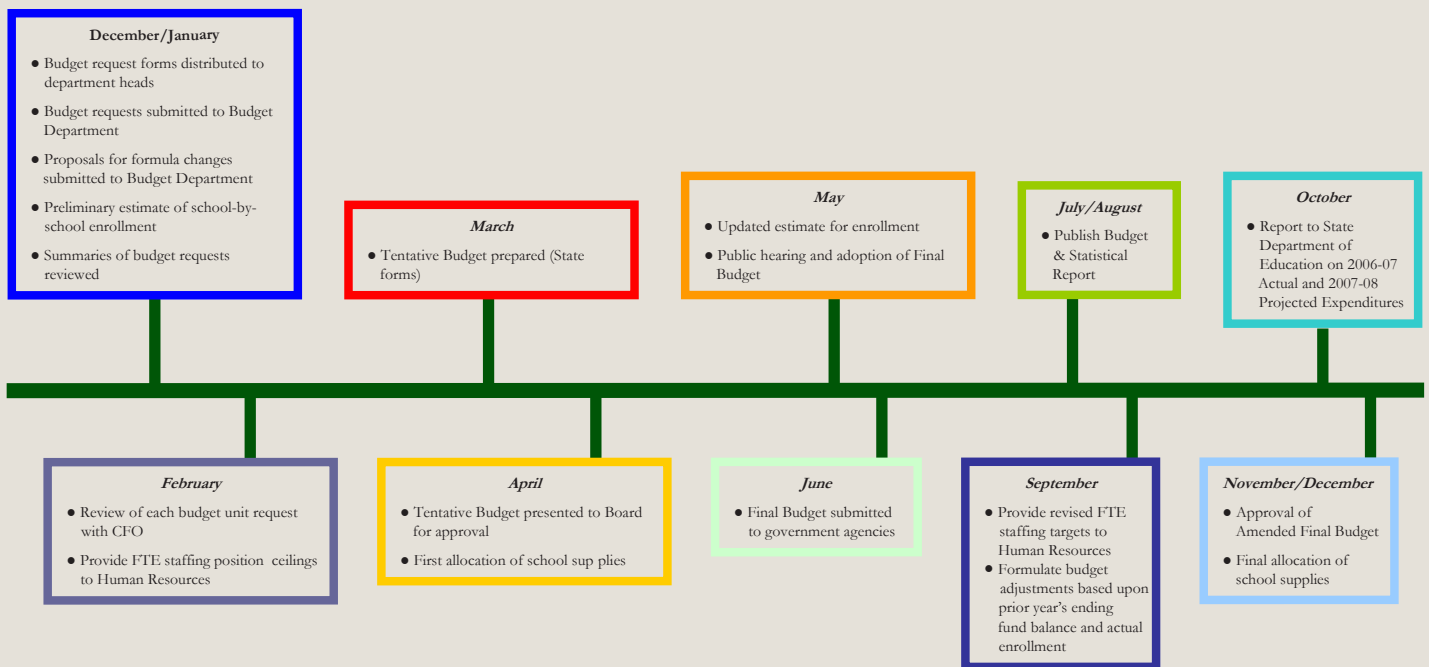 December/January
● Budget request forms distributed to
department heads
● Budget requests submitted to Budget
Department
● Proposals for formula changes
submitted to Budget Department
● Preliminary estimate of school-by-
school enrollment
● Summaries of budget requests
reviewed
February
● Review of each budget unit request
with CFO
● Provide FTE staffing position ceilings
to Human Resources
March
● Tentative Budget prepared (State
forms)
April
● Tentative Budget presented to Board
for approval
● First allocation of school sup plies
May
● Updated estimate for enrollment
● Public hearing and adoption of Final
Budget
June
● Final Budget submitted
to government agencies
July/August
● Publish Budget
& Statistical
Report
September
● Provide revised FTE
staffing targets to
Human Resources
● Formulate budget
adjustments based upon
prior year's ending
fund balance and actual
enrollment
October
● Report to State
Department of
Education on 2006-07
Actual and 2007-08
Projected Expenditures
November/December
● Approval of
Amended Final Budget
● Final allocation of
school supplies